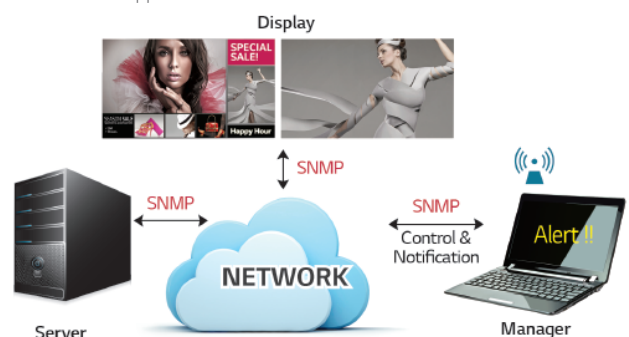 Display
SPECIAL
SALE!
Happy Hour
SNMP
SNMP
SNMP
Control &
Notification
Alert !!
NETWORK
Server
Manager